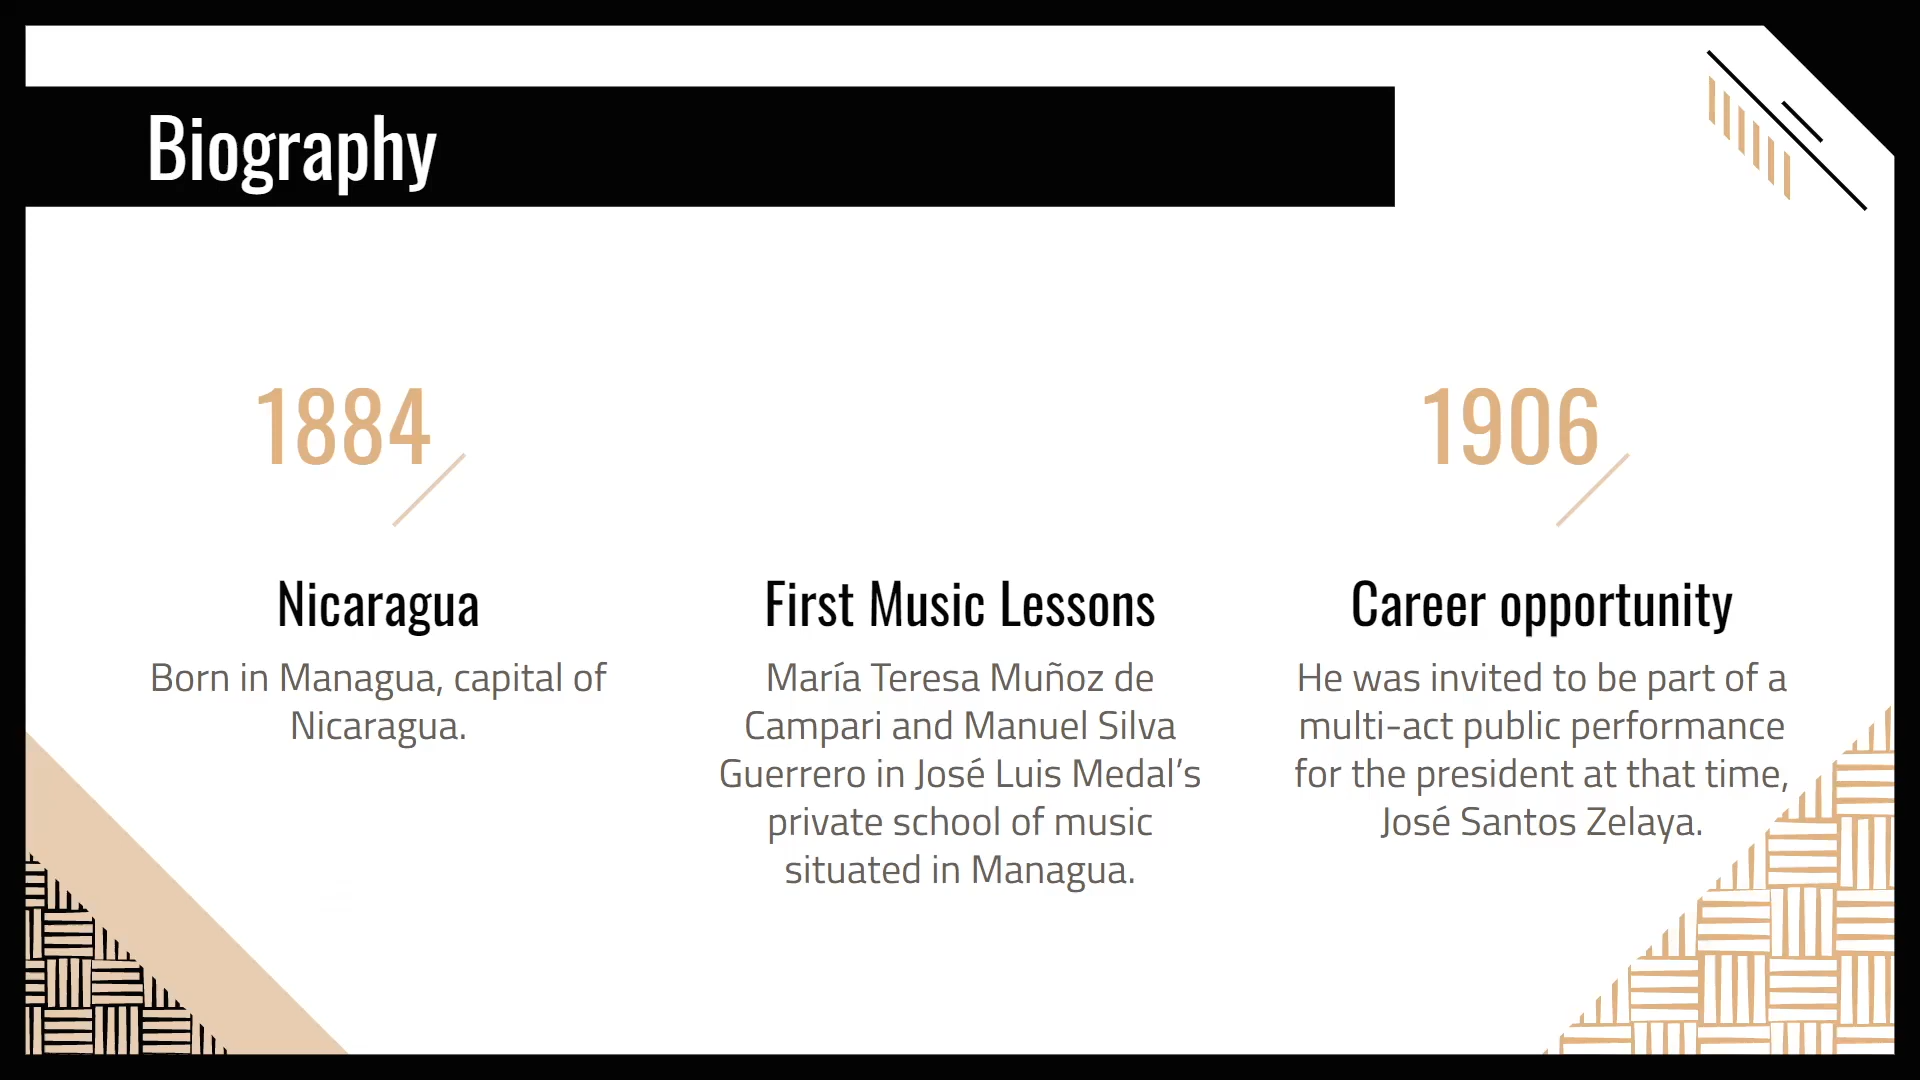 Biography
1884
Nicaragua
Born in Managua, capital of
Nicaragua.
First Music Lessons
María Teresa Muñoz de
Campari and Manuel Silva
Guerrero in José Luis Medal’s
private school of music
situated in Managua.
1906
Career opportunity
He was invited to be part of a
multi-act public performance
for the president at that time,
José Santos Zelaya.